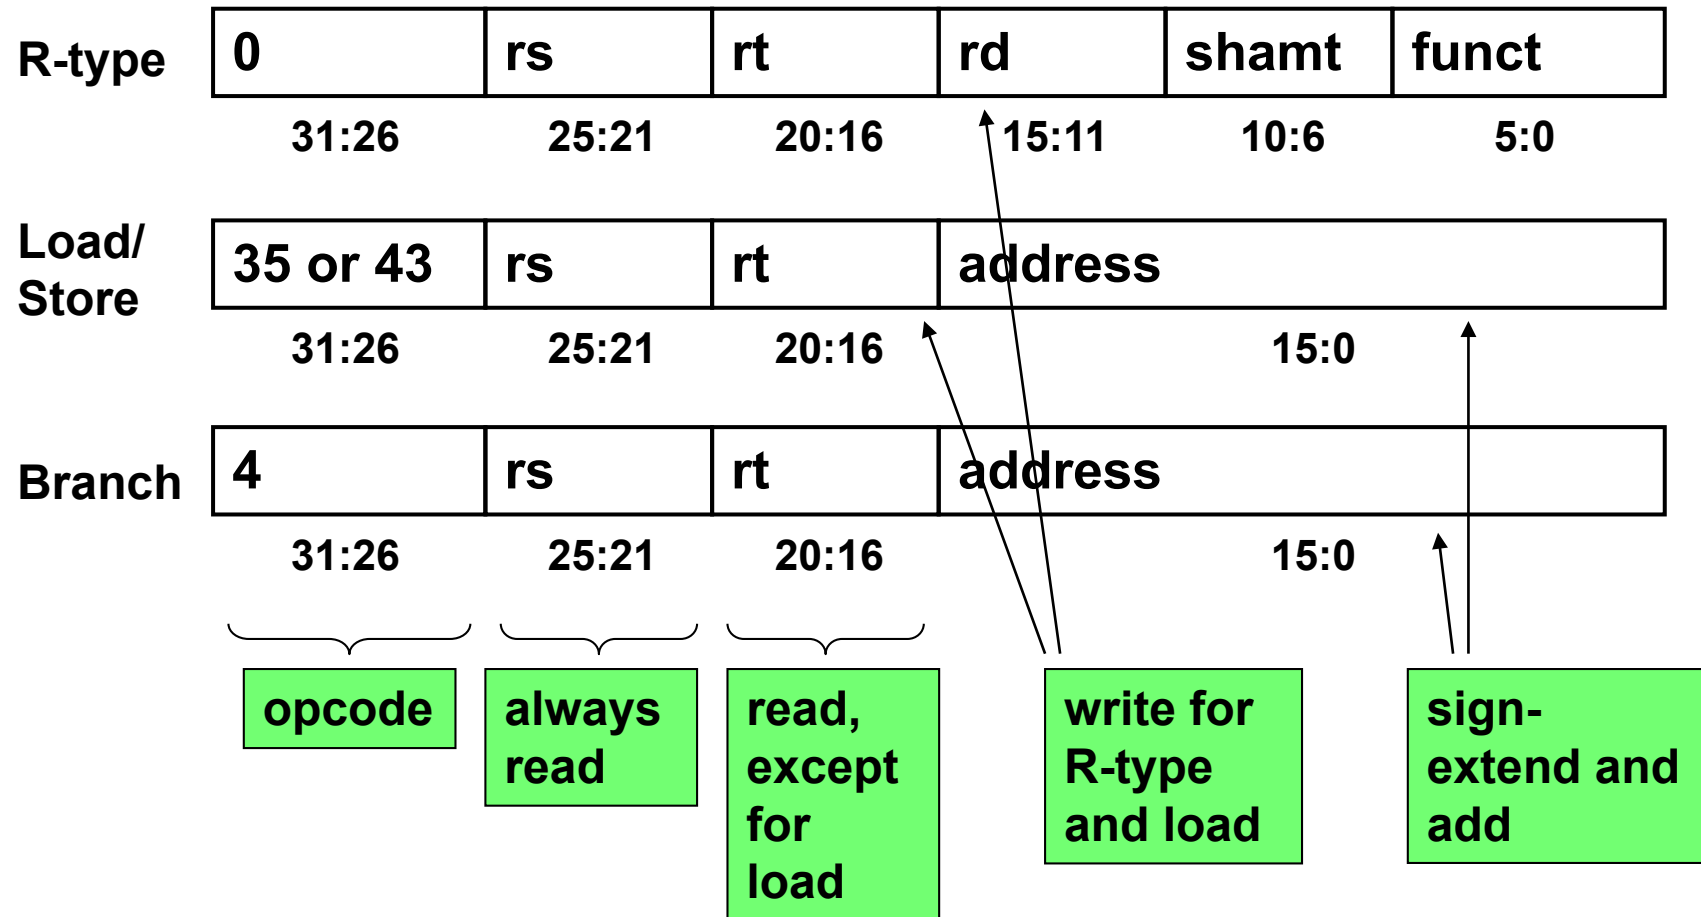 R-type 0 rs rt rd shamt funct
31:26 25:21 20:16 15:11 10:6 5:0
Load/
Store
35 or 43 rs rt address
31:26 25:21 20:16 15:0
Branch 4 rs rt address
31:26 25:21 20:16 15:0
opcode
always
read
read,
except
for
load
write for
R-type
and load
sign-
extend and
add